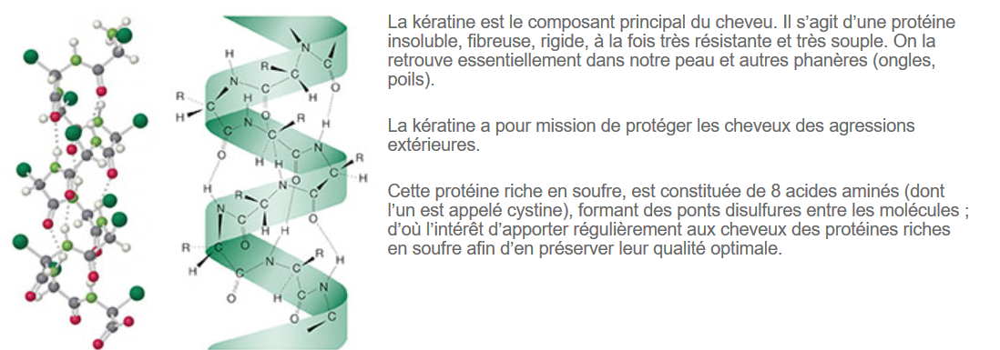 La kératine est le composant principal du cheveu. Il s’agit d’une protéine
insoluble, fibreuse, rigide, à la fois très résistante et très souple. On la
retrouve essentiellement dans notre peau et autres phanères (ongles,
poils).
La kératine a pour mission de protéger les cheveux des agressions
extérieures.
Cette protéine riche en soufre, est constituée de 8 acides aminés (dont
l’un est appelé cystine), formant des ponts disulfures entre les molécules ;
d’où l’intérêt d’apporter régulièrement aux cheveux des protéines riches
en soufre afin d’en préserver leur qualité optimale.